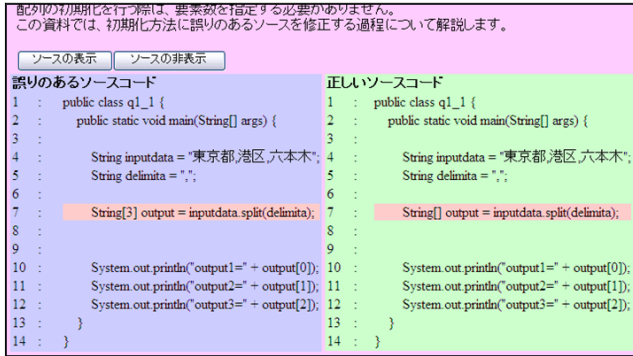 配列の初期化を行う際は、要素数を指定する必要がありません。
この資料では、初期化方法に誤りのあるソースを修正する過程について解説します。
ソースの表示 ソースの非表示
誤りのあるソースコード
1 : public class q1_1 {
2 : public static void main(String[] args) {
3 :
4 : String inputdata = "東京都,港区,六本木";
5 : String delimita = ",";
6 :
7 : String[3] output = inputdata.split(delimita);
8 :
9 :
10 : System.out.println("output1=" + output[0]);
11 : System.out.println("output2=" + output[1]);
12 : System.out.println("output3=" + output[2]);
13 : }
14 : }
正しいソースコード
1 : public class q1_1 {
2 : public static void main(String[] args) {
3 :
4 : String inputdata = "東京都,港区,六本木";
5 : String delimita = ",";
6 :
7 : String[] output = inputdata.split(delimita);
8 :
9 :
10 : System.out.println("output1=" + output[0]);
11 : System.out.println("output2=" + output[1]);
12 : System.out.println("output3=" + output[2]);
13 : }
14 : }